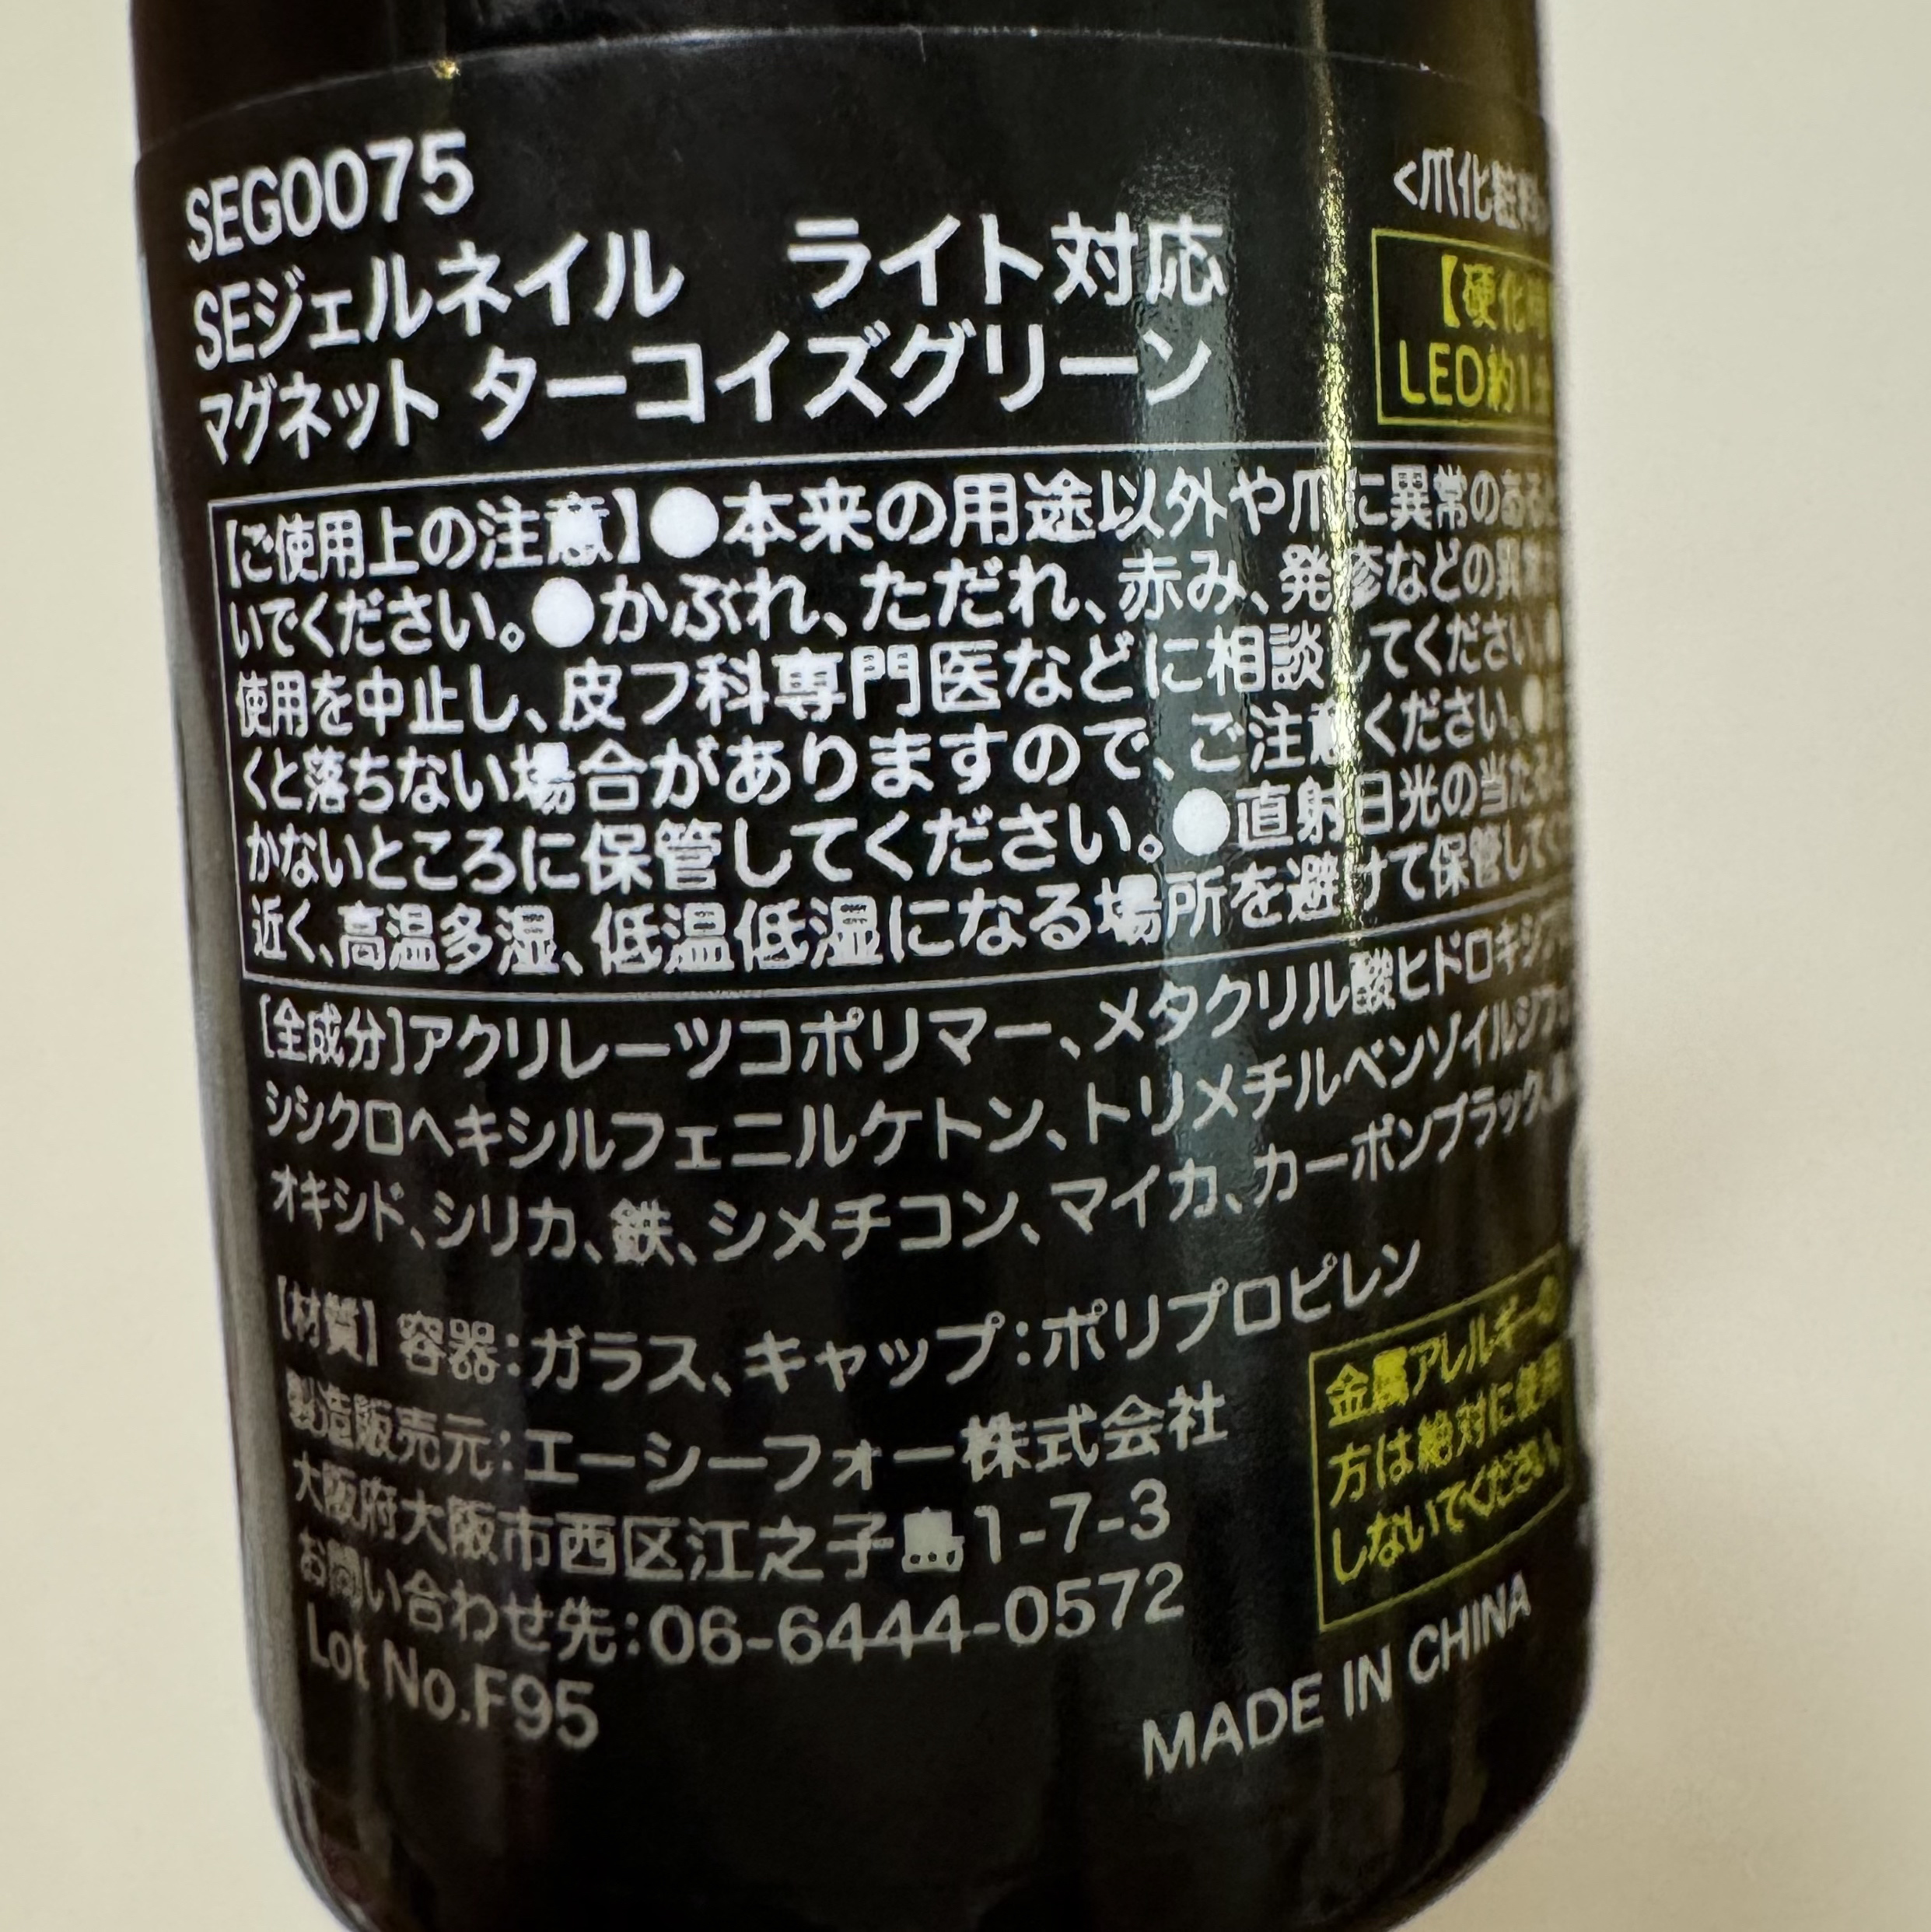 SEG0075
<爪化粧料>
SEジェルネイル ライト対応
マグネット ターコイズグリーン
【硬化時
LED約1分
【ご使用上の注意】●本来の用途以外や爪に異常のある
いでください。●かぶれ、ただれ、赤み、発疹などの異常
使用を中止し、皮フ科専門医などに相談してください。●
くと落ちない場合がありますので、ご注意ください。●
かないところに保管してください。●直射日光の当たる
近く、高温多湿、低温低湿になる場所を避けて保管して
[全成分]アクリレーツコポリマー、メタクリル酸ヒドロキシ
シシクロヘキシルフェニルケトン、トリメチルベンゾイルジフェ
オキシド、シリカ、鉄、シメチコン、マイカ、カーボンブラック、
【材質】 容器:ガラス、キャップ:ポリプロピレン
製造販売元:エーシーフォー株式会社
大阪府大阪市西区江之子島1-7-3
お問い合わせ先:06-6444-0572
Lot No.F95
金属アレルギーの
方は絶対に使用
しないでください。
MADE IN CHINA